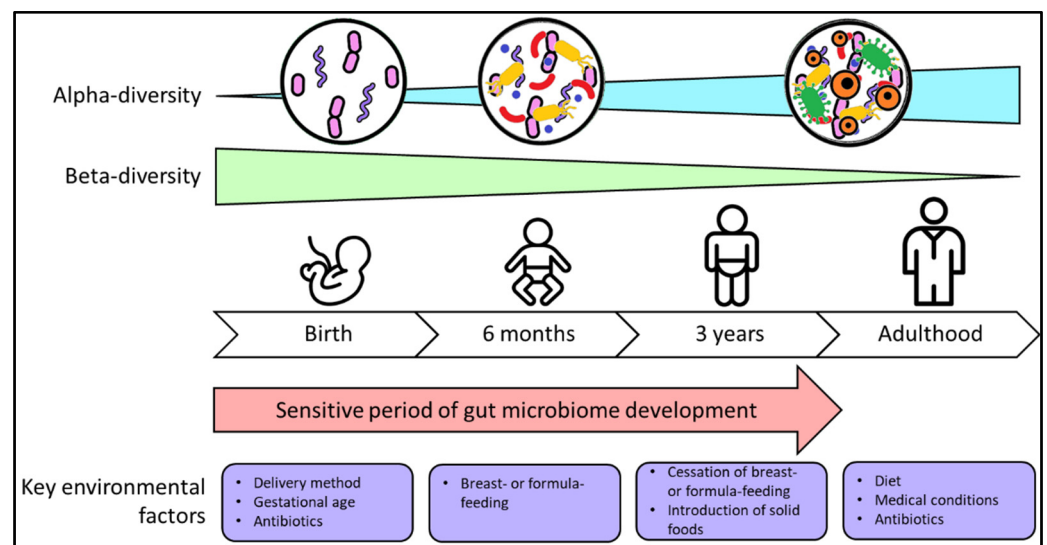 Alpha-diversity
Beta-diversity
Birth
6 months
3 years
Adulthood
Sensitive period of gut microbiome development
Key environmental
factors
• Delivery method
• Gestational age
• Antibiotics
• Breast- or formula-
feeding
• Cessation of breast-
or formula-feeding
• Introduction of solid
foods
• Diet
• Medical conditions
• Antibiotics